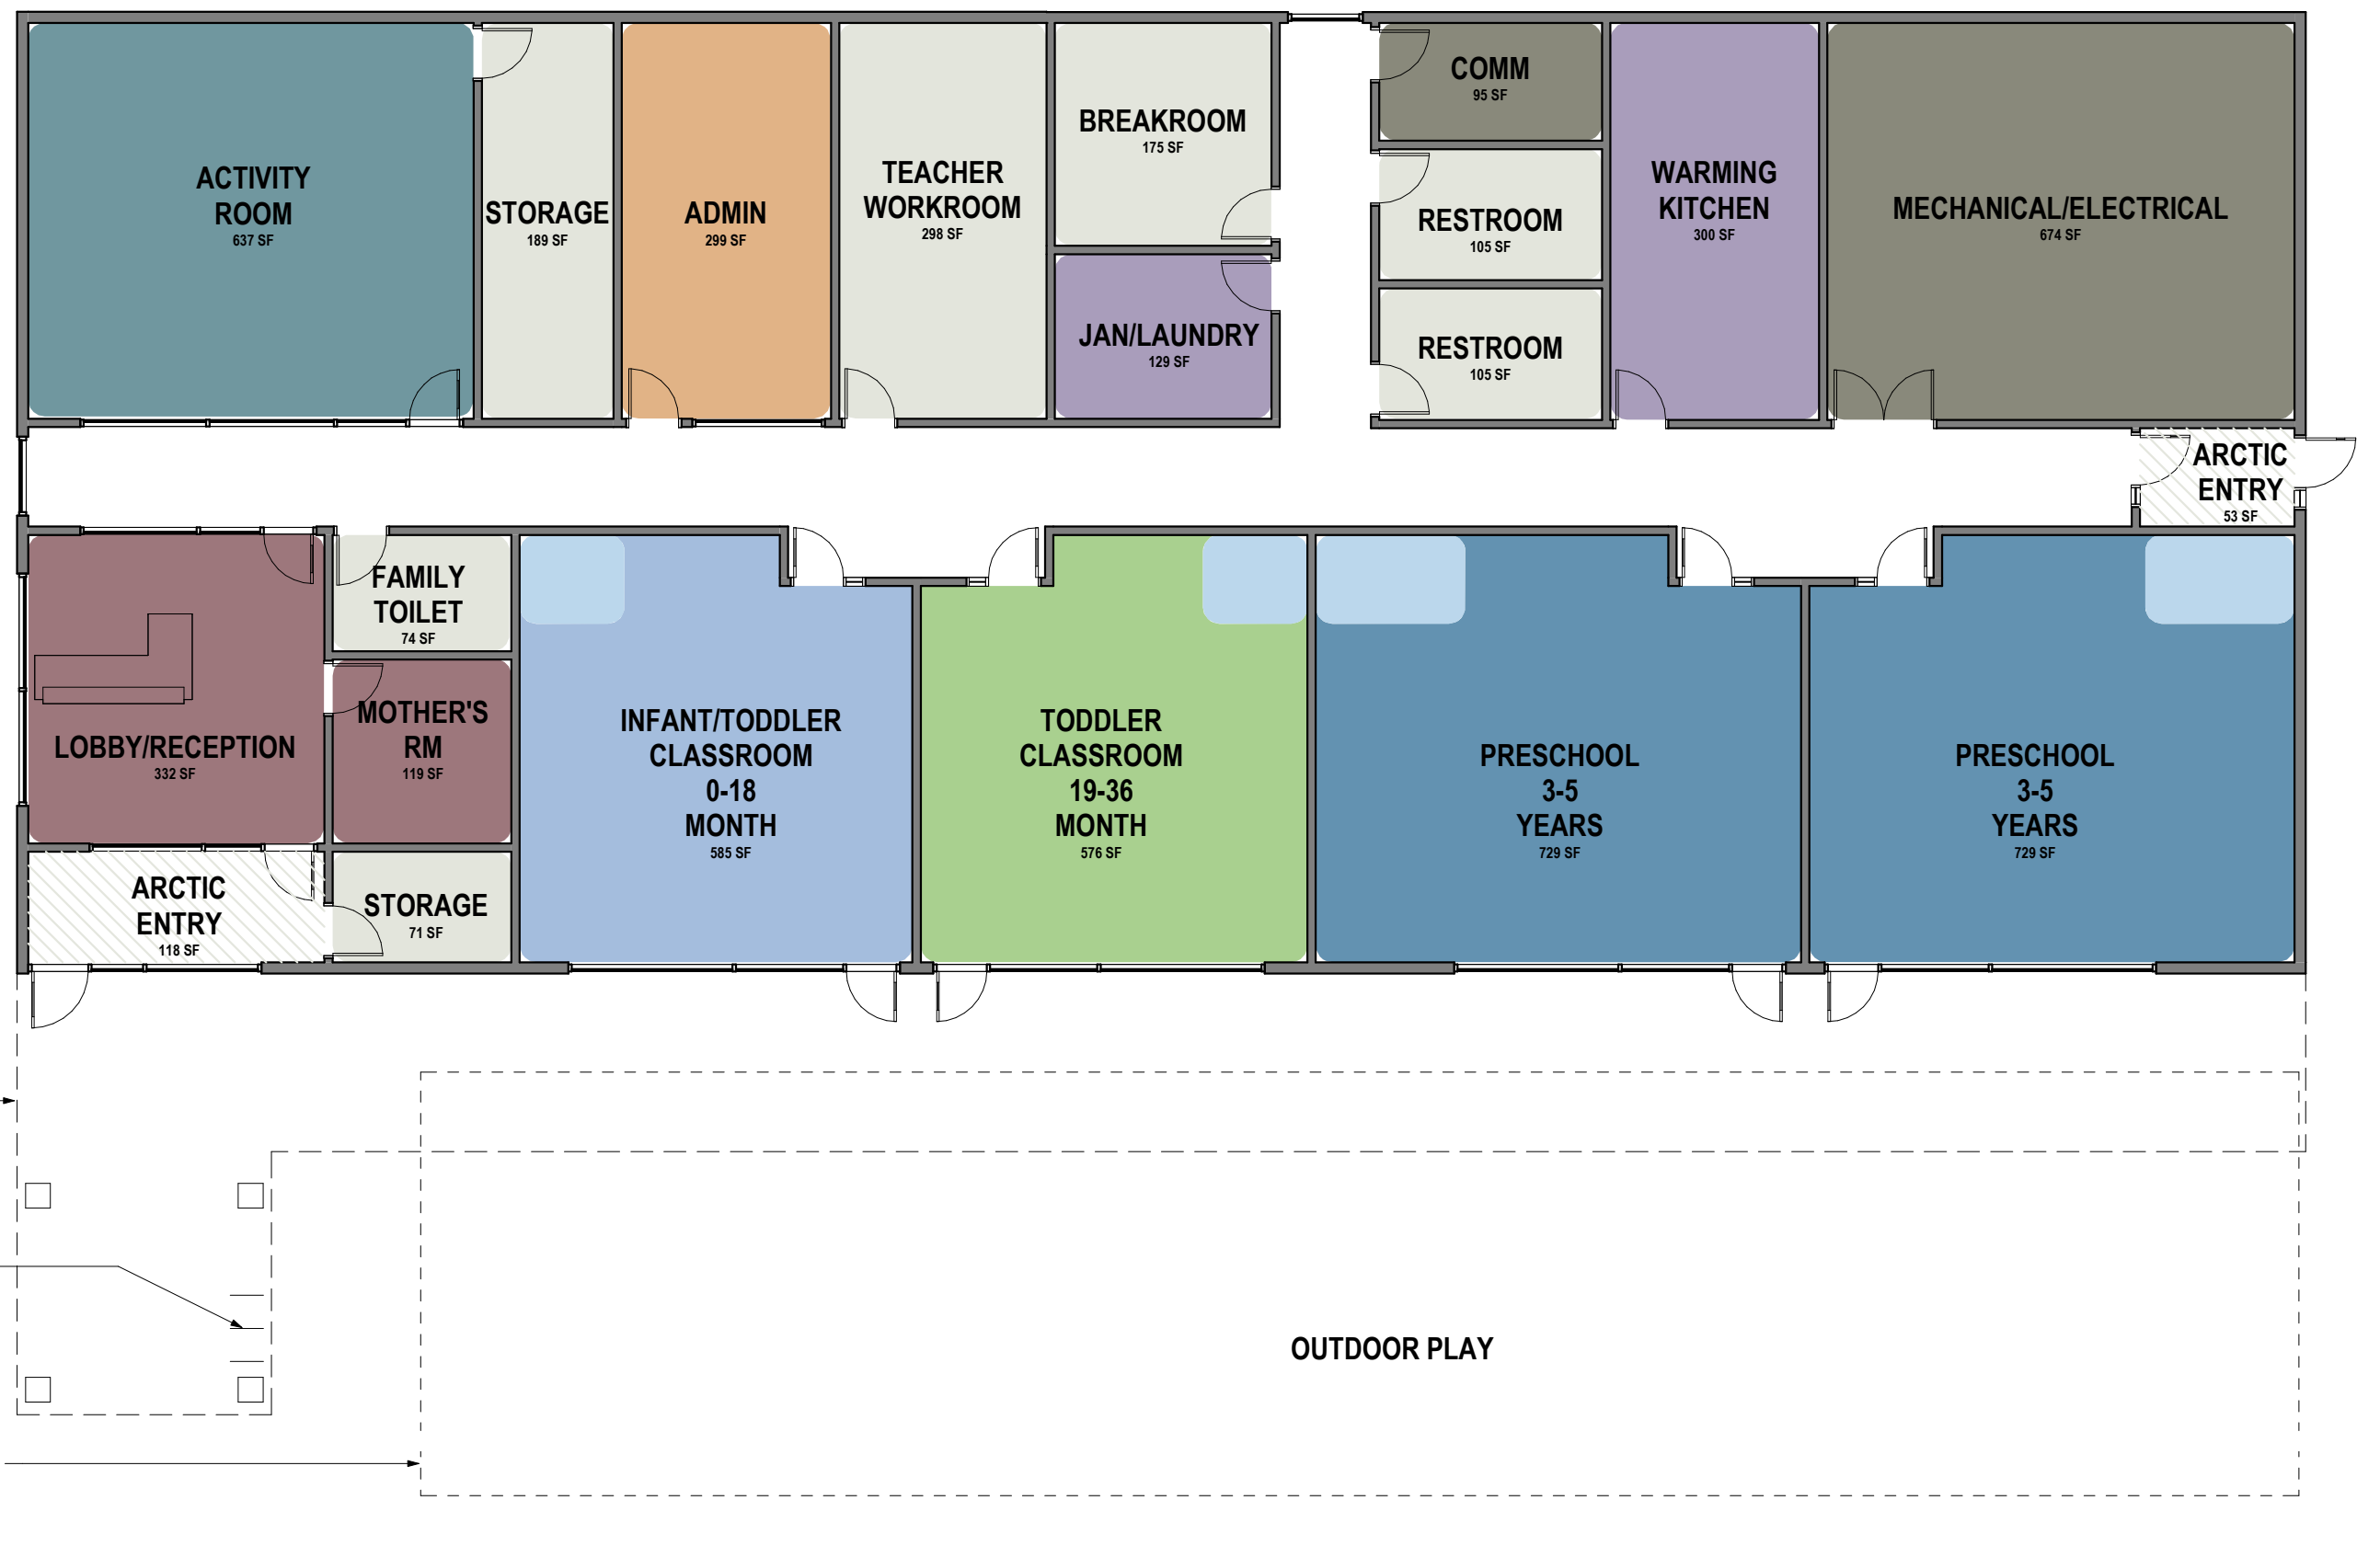 ACTIVITY
ROOM
637 SF
STORAGE
189 SF
ADMIN
299 SF
TEACHER
WORKROOM
298 SF
BREAKROOM
175 SF
JAN/LAUNDRY
129 SF
COMM
95 SF
RESTROOM
105 SF
RESTROOM
105 SF
WARMING
KITCHEN
300 SF
MECHANICAL/ELECTRICAL
674 SF
ARCTIC
ENTRY
53 SF
LOBBY/RECEPTION
332 SF
FAMILY
TOILET
74 SF
MOTHER'S
RM
119 SF
ARCTIC
ENTRY
118 SF
STORAGE
71 SF
INFANT/TODDLER
CLASSROOM
0-18
MONTH
585 SF
TODDLER
CLASSROOM
19-36
MONTH
576 SF
PRESCHOOL
3-5
YEARS
729 SF
PRESCHOOL
3-5
YEARS
729 SF
OUTDOOR PLAY